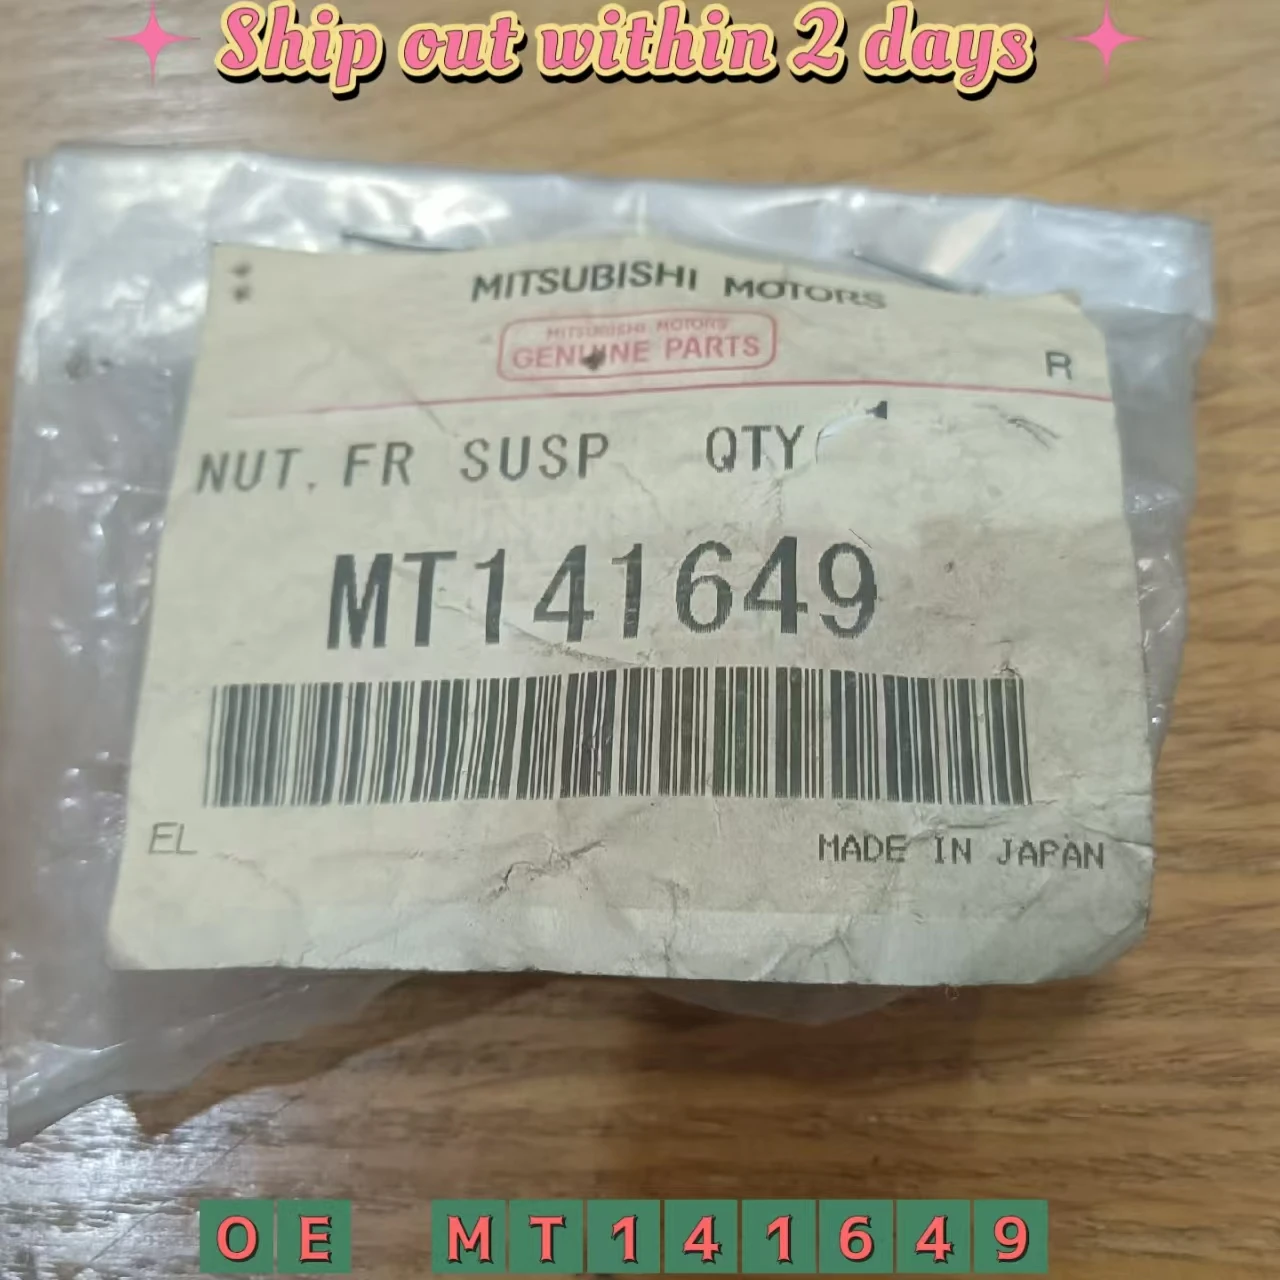 Ship out within 2 days
MITSUBISHI MOTORS
MITSUBISHI MOTORS
GENUINE PARTS
R
NUT, FR SUSP QTY
MT141649
EL
MADE IN JAPAN
OE MT141649